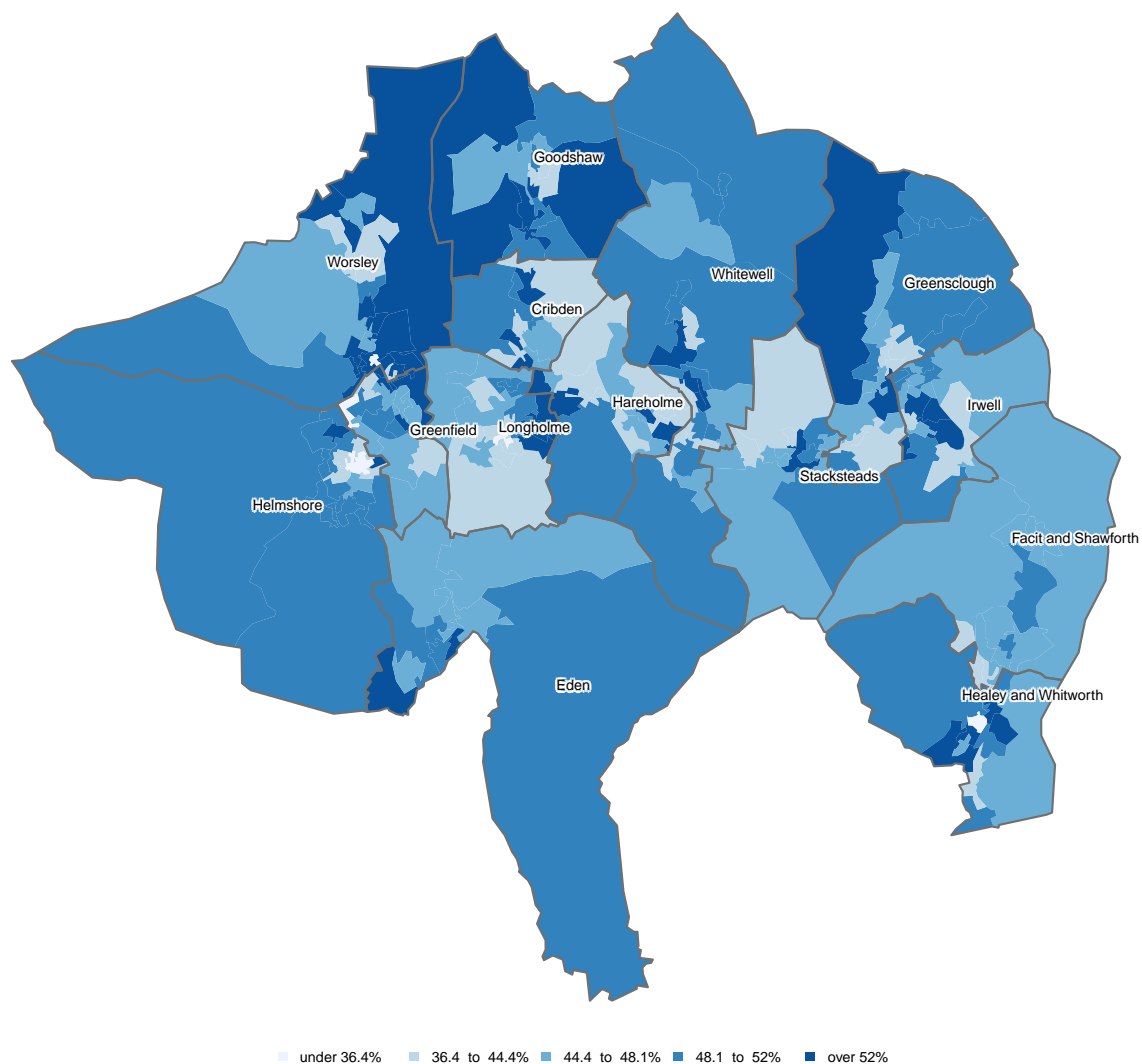 Goodshaw
Worsley
Whitewell
Greensclough
Cribden
Hareholme
Irwell
Greenfield
Longholme
Stacksteads
Helmshore
Facit and Shawforth
Eden
Healey and Whitworth
under 36.4% 36.4 to 44.4% 44.4 to 48.1% 48.1 to 52% over 52%